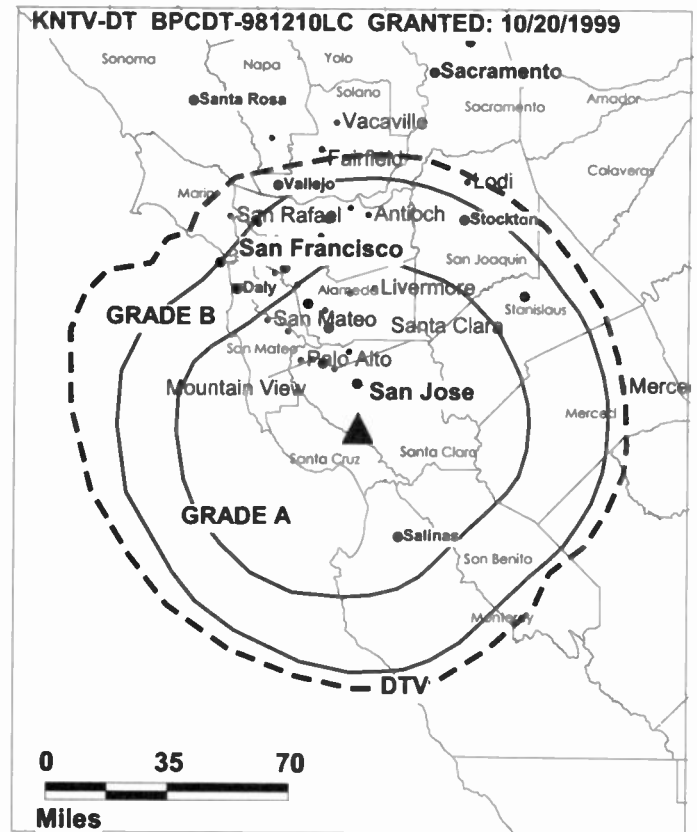 KNTV-DT BPCDT-981210LC GRANTED: 10/20/1999
Sonoma
Napa
Yolo
Sacramento
Santa Rosa
Solano
Sacramento
Amador
Vacaville
Fairfield
Calaveras
Marin
Vallejo
Lodi
San Rafael
Antioch
Stockton
San Francisco
San Joaquin
Daly
Alameda
Livermore
Stanislaus
GRADE B
San Mateo
Santa Clara
San Mateo
Palo Alto
Mountain View
San Jose
Merced
Merce
Santa Cruz
Santa Clara
GRADE A
Salinas
San Benito
Monterey
DTV
0 35 70
Miles